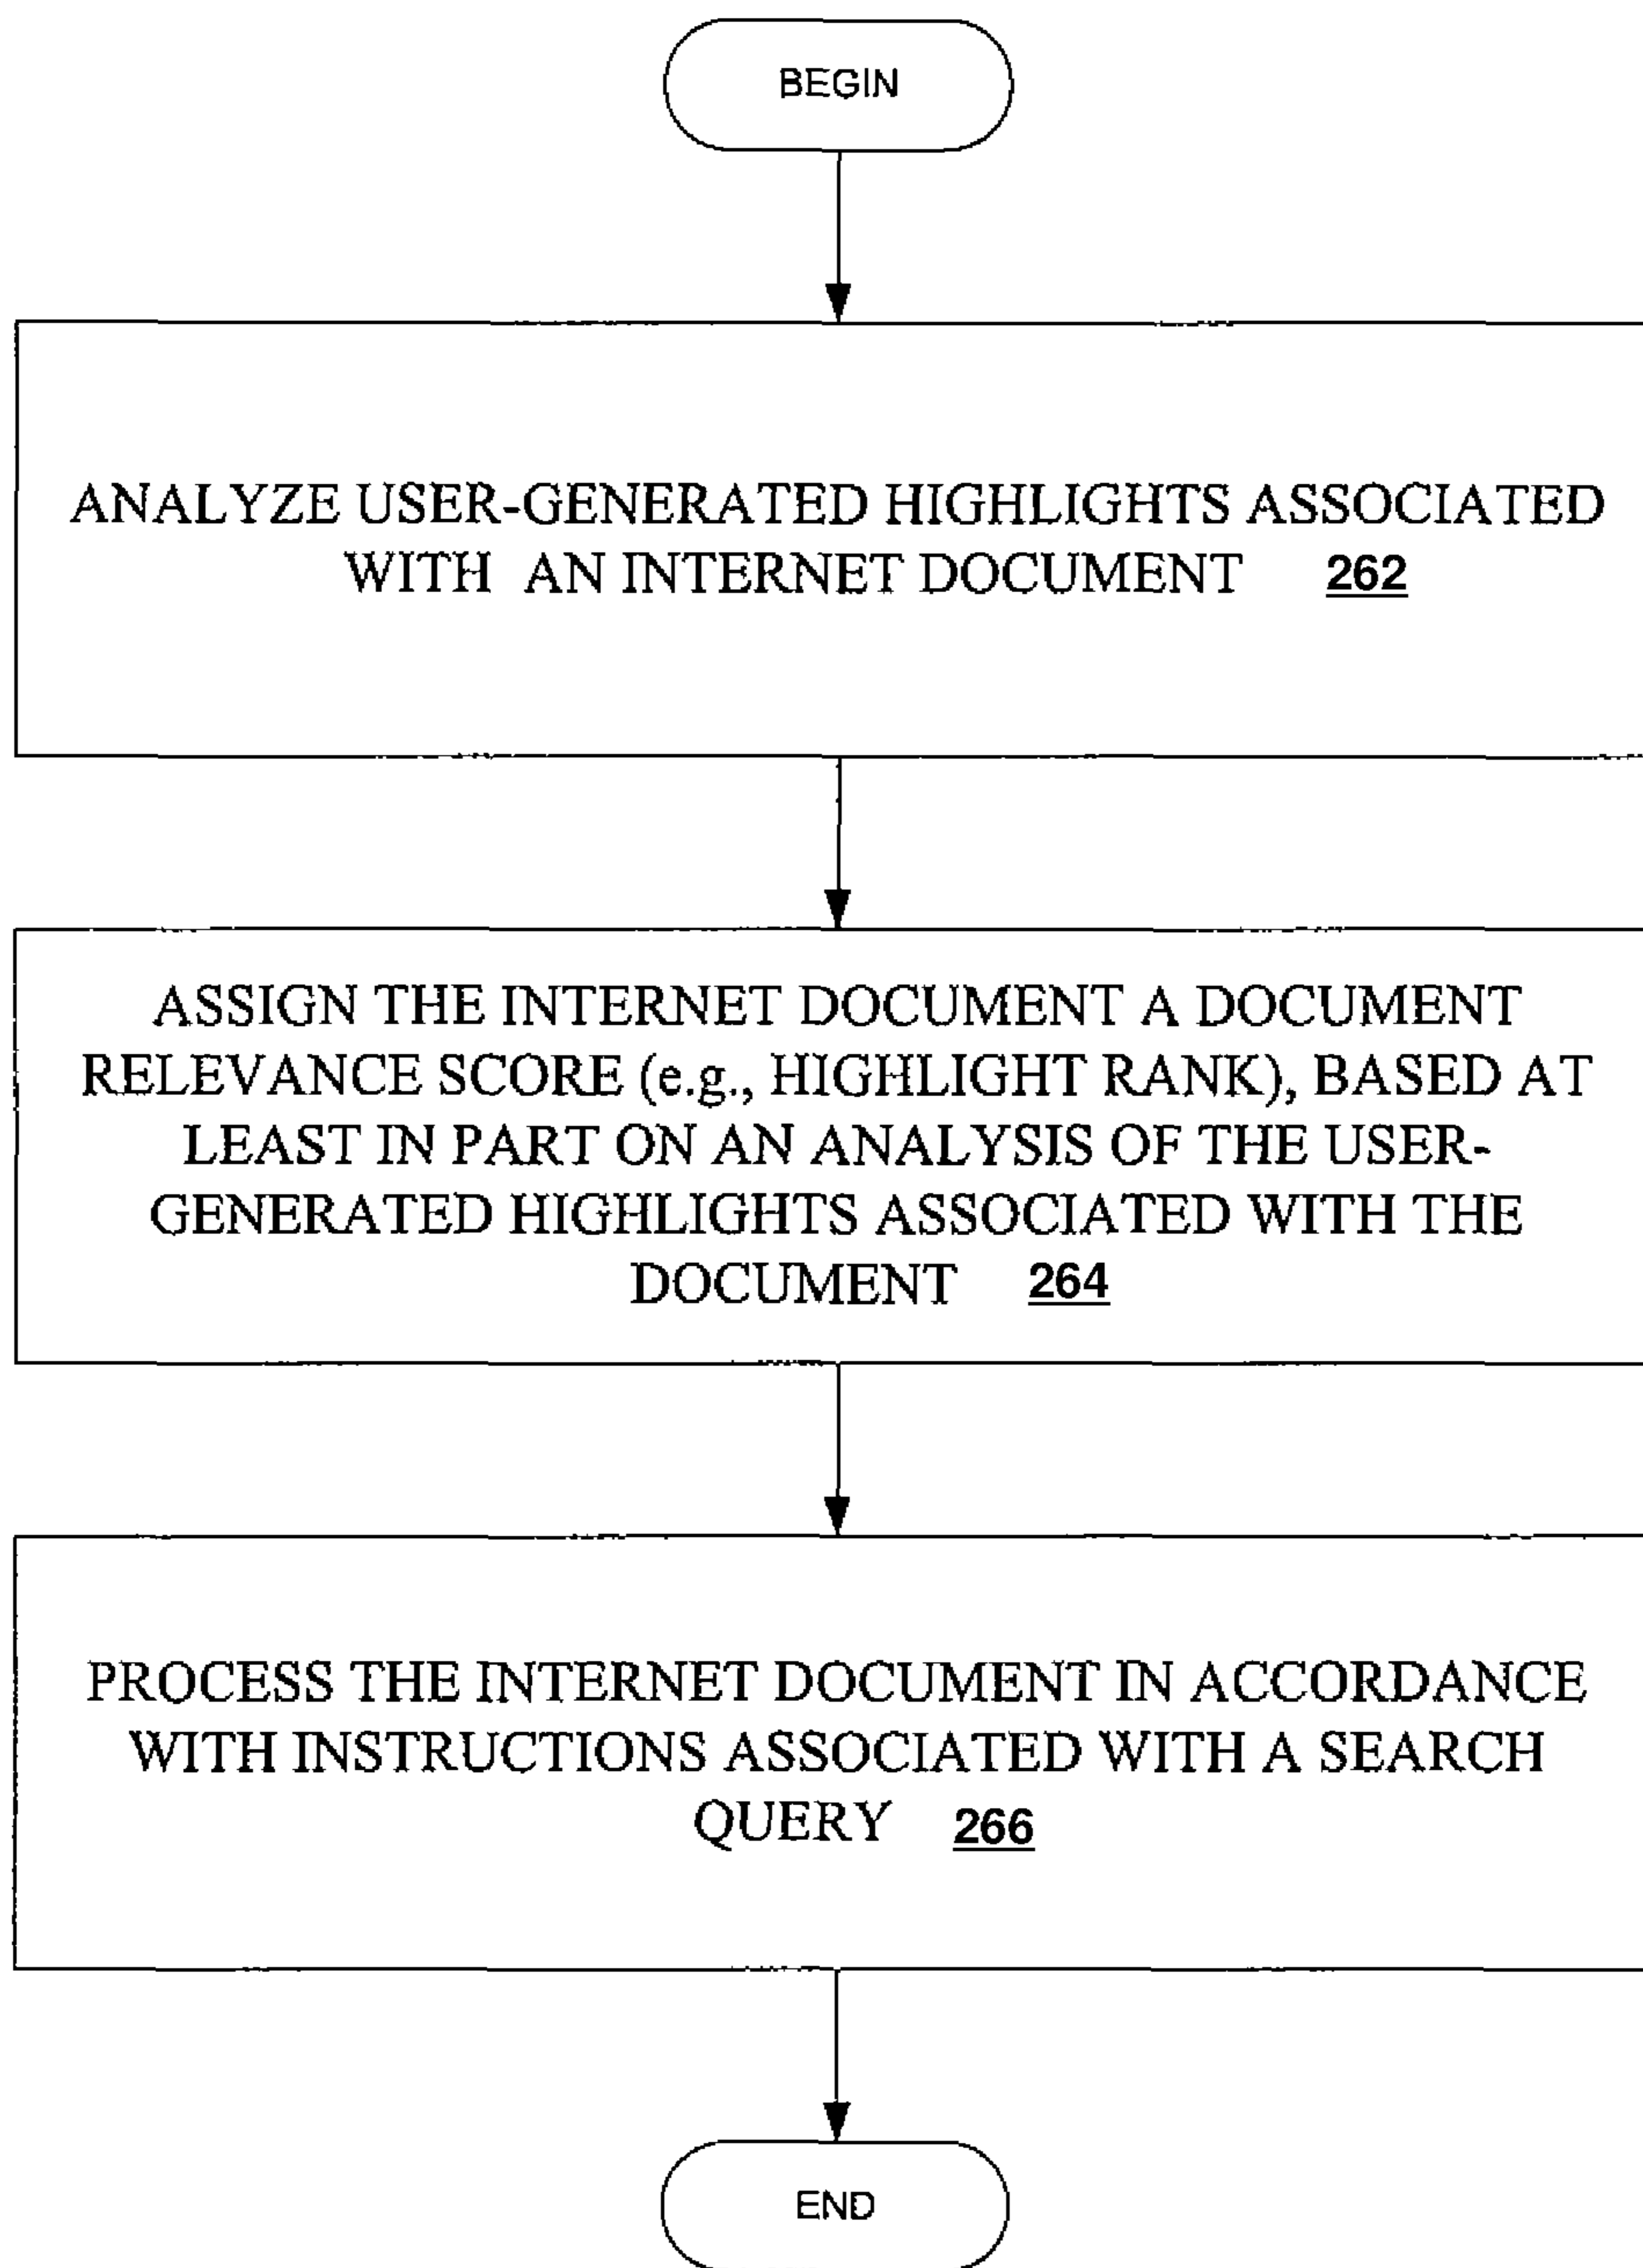 BEGIN
ANALYZE USER-GENERATED HIGHLIGHTS ASSOCIATED
WITH AN INTERNET DOCUMENT 262
ASSIGN THE INTERNET DOCUMENT A DOCUMENT
RELEVANCE SCORE (e.g., HIGHLIGHT RANK), BASED AT
LEAST IN PART ON AN ANALYSIS OF THE USER-
GENERATED HIGHLIGHTS ASSOCIATED WITH THE
DOCUMENT 264
PROCESS THE INTERNET DOCUMENT IN ACCORDANCE
WITH INSTRUCTIONS ASSOCIATED WITH A SEARCH
QUERY 266
END